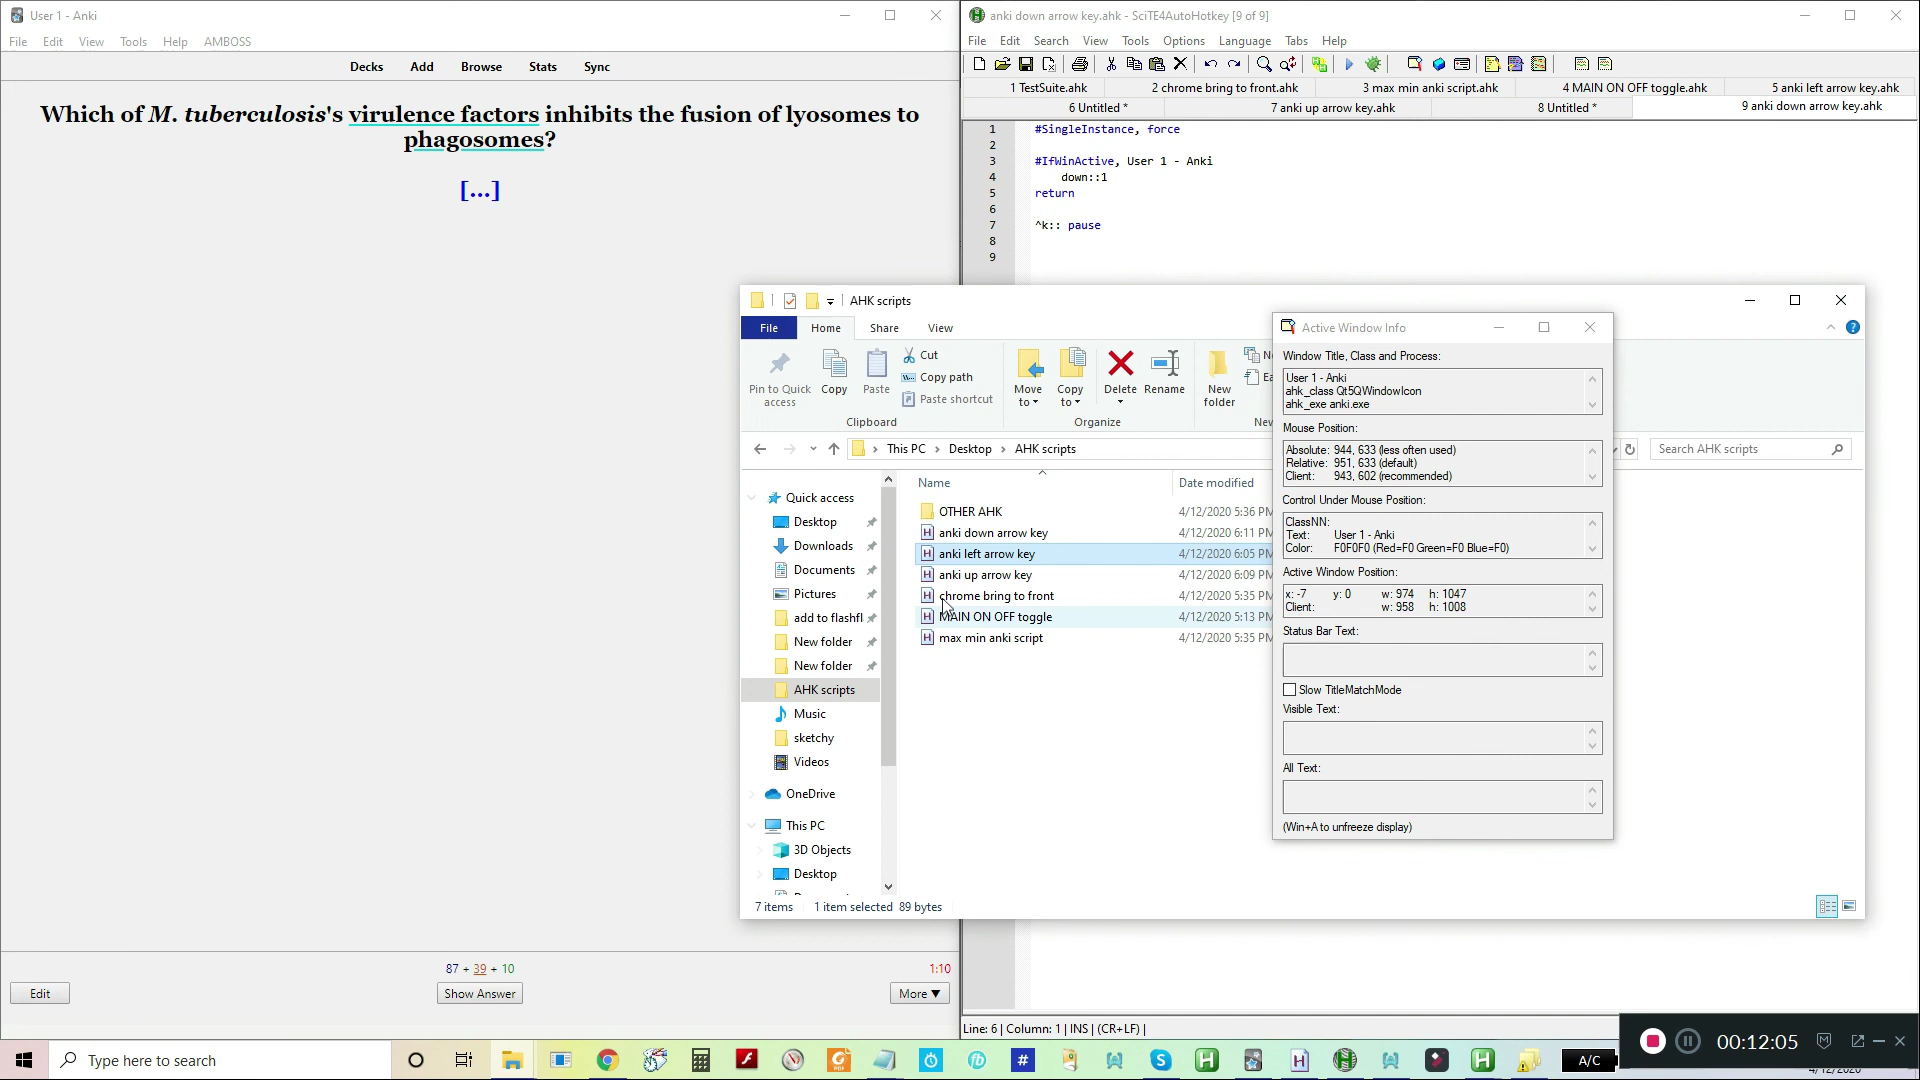 User 1 - Anki
File Edit View Tools Help AMBOSS
Decks Add Browse Stats Sync
Which of M. tuberculosis's virulence factors inhibits the fusion of lyosomes to
phagosomes?
[...]
87 + 39 + 10
1:10
Edit
Show Answer
More ▼
anki down arrow key.ahk - SciTE4AutoHotkey [9 of 9]
File Edit Search View Tools Options Language Tabs Help
1 TestSuite.ahk 2 chrome bring to front.ahk 3 max min anki script.ahk 4 MAIN ON OFF toggle.ahk 5 anki left arrow key.ahk
6 Untitled * 7 anki up arrow key.ahk 8 Untitled * 9 anki down arrow key.ahk
1 #SingleInstance, force
2
3 #IfWinActive, User 1 - Anki
4 down::1
5 return
6
7 ^k:: pause
8
9
AHK scripts
File Home Share View
Pin to Quick access
Copy
Paste
Cut
Copy path
Paste shortcut
Clipboard
Move to
Copy to
Delete
Rename
Organize
New folder
This PC > Desktop > AHK scripts
Search AHK scripts
Quick access
Desktop
Downloads
Documents
Pictures
add to flashfl
New folder
New folder
AHK scripts
Music
sketchy
Videos
OneDrive
This PC
3D Objects
Desktop
Name Date modified
OTHER AHK 4/12/2020 5:36 PM
anki down arrow key 4/12/2020 6:11 PM
anki left arrow key 4/12/2020 6:05 PM
anki up arrow key 4/12/2020 6:09 PM
chrome bring to front 4/12/2020 5:35 PM
MAIN ON OFF toggle 4/12/2020 5:13 PM
max min anki script 4/12/2020 5:35 PM
7 items 1 item selected 89 bytes
Active Window Info
Window Title, Class and Process:
User 1 - Anki
ahk_class Qt5QWindowIcon
ahk_exe anki.exe
Mouse Position:
Absolute: 944, 633 (less often used)
Relative: 951, 633 (default)
Client: 943, 602 (recommended)
Control Under Mouse Position:
ClassNN:
Text: User 1 - Anki
Color: F0F0F0 (Red=F0 Green=F0 Blue=F0)
Active Window Position:
x: -7 y: 0 w: 974 h: 1047
Client: w: 958 h: 1008
Status Bar Text:
Slow TitleMatchMode
Visible Text:
All Text:
(Win+A to unfreeze display)
Line: 6 | Column: 1 | INS | (CR+LF) |
00:12:05
Type here to search
A/C